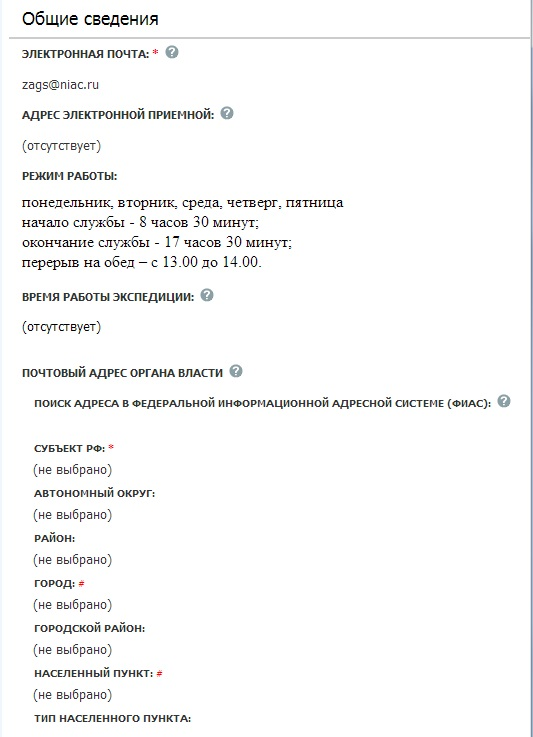 Общие сведения
ЭЛЕКТРОННАЯ ПОЧТА: * ?
zags@niac.ru
АДРЕС ЭЛЕКТРОННОЙ ПРИЕМНОЙ: ?
(отсутствует)
РЕЖИМ РАБОТЫ:
понедельник, вторник, среда, четверг, пятница
начало службы - 8 часов 30 минут;
окончание службы - 17 часов 30 минут;
перерыв на обед – с 13.00 до 14.00.
ВРЕМЯ РАБОТЫ ЭКСПЕДИЦИИ: ?
(отсутствует)
ПОЧТОВЫЙ АДРЕС ОРГАНА ВЛАСТИ ?
ПОИСК АДРЕСА В ФЕДЕРАЛЬНОЙ ИНФОРМАЦИОННОЙ АДРЕСНОЙ СИСТЕМЕ (ФИАС): ?
СУБЪЕКТ РФ: *
(не выбрано)
АВТОНОМНЫЙ ОКРУГ:
(не выбрано)
РАЙОН:
(не выбрано)
ГОРОД: #
(не выбрано)
ГОРОДСКОЙ РАЙОН:
(не выбрано)
НАСЕЛЕННЫЙ ПУНКТ: #
(не выбрано)
ТИП НАСЕЛЕННОГО ПУНКТА: